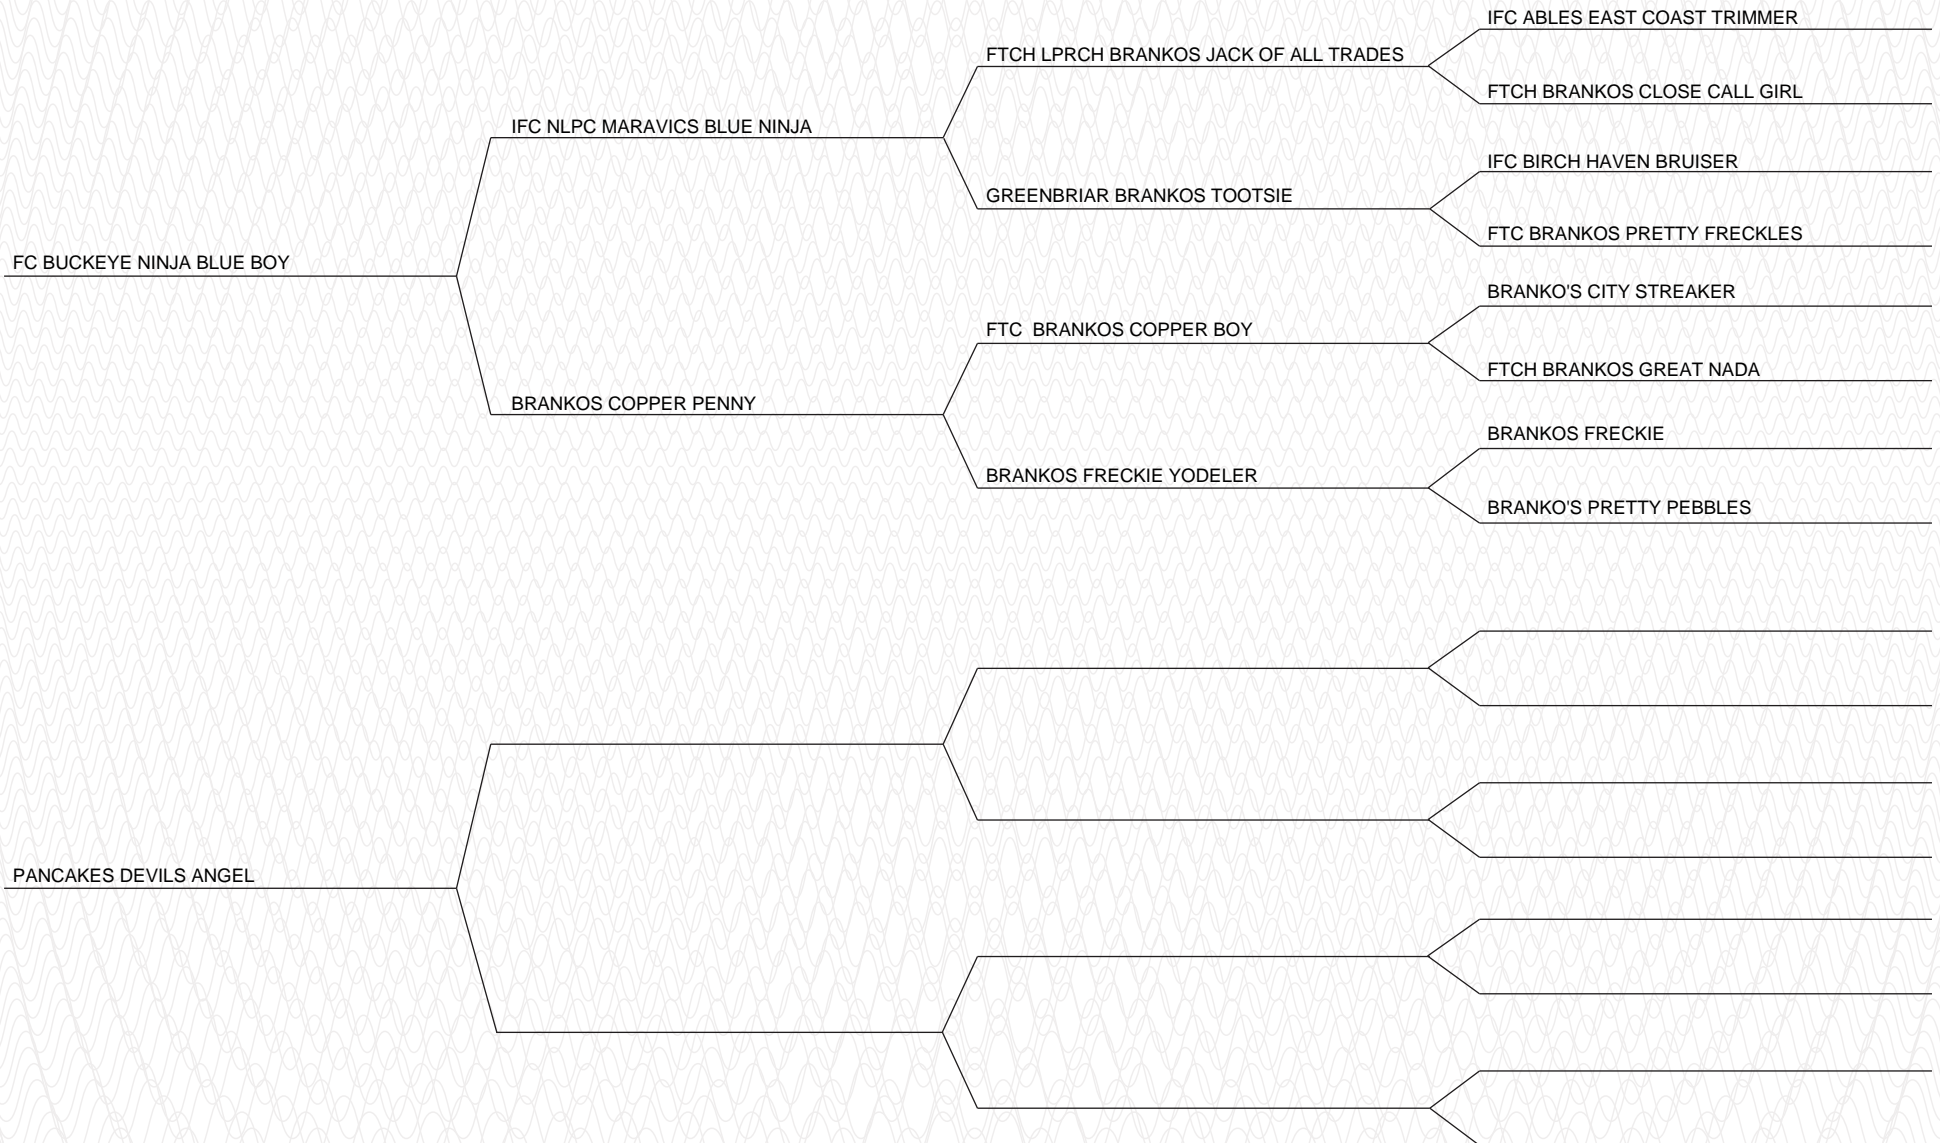 IFC ABLES EAST COAST TRIMMER
FTCH LPRCH BRANKOS JACK OF ALL TRADES
FTCH BRANKOS CLOSE CALL GIRL
IFC NLPC MARAVICS BLUE NINJA
IFC BIRCH HAVEN BRUISER
GREENBRIAR BRANKOS TOOTSIE
FTC BRANKOS PRETTY FRECKLES
FC BUCKEYE NINJA BLUE BOY
BRANKO'S CITY STREAKER
FTC  BRANKOS COPPER BOY
FTCH BRANKOS GREAT NADA
BRANKOS COPPER PENNY
BRANKOS FRECKIE
BRANKOS FRECKIE YODELER
BRANKO'S PRETTY PEBBLES
PANCAKES DEVILS ANGEL